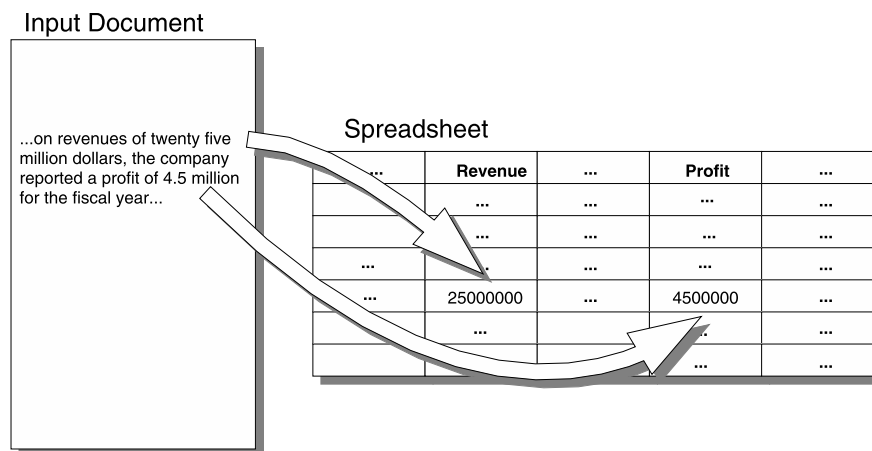 Input Document
...on revenues of twenty five
million dollars, the company
reported a profit of 4.5 million
for the fiscal year...
Spreadsheet
... Revenue ... Profit ...
... ... ... ...
... ... ... ...
... ... ... ... ...
... 25000000 ... 4500000 ...
... ... ...
... ...